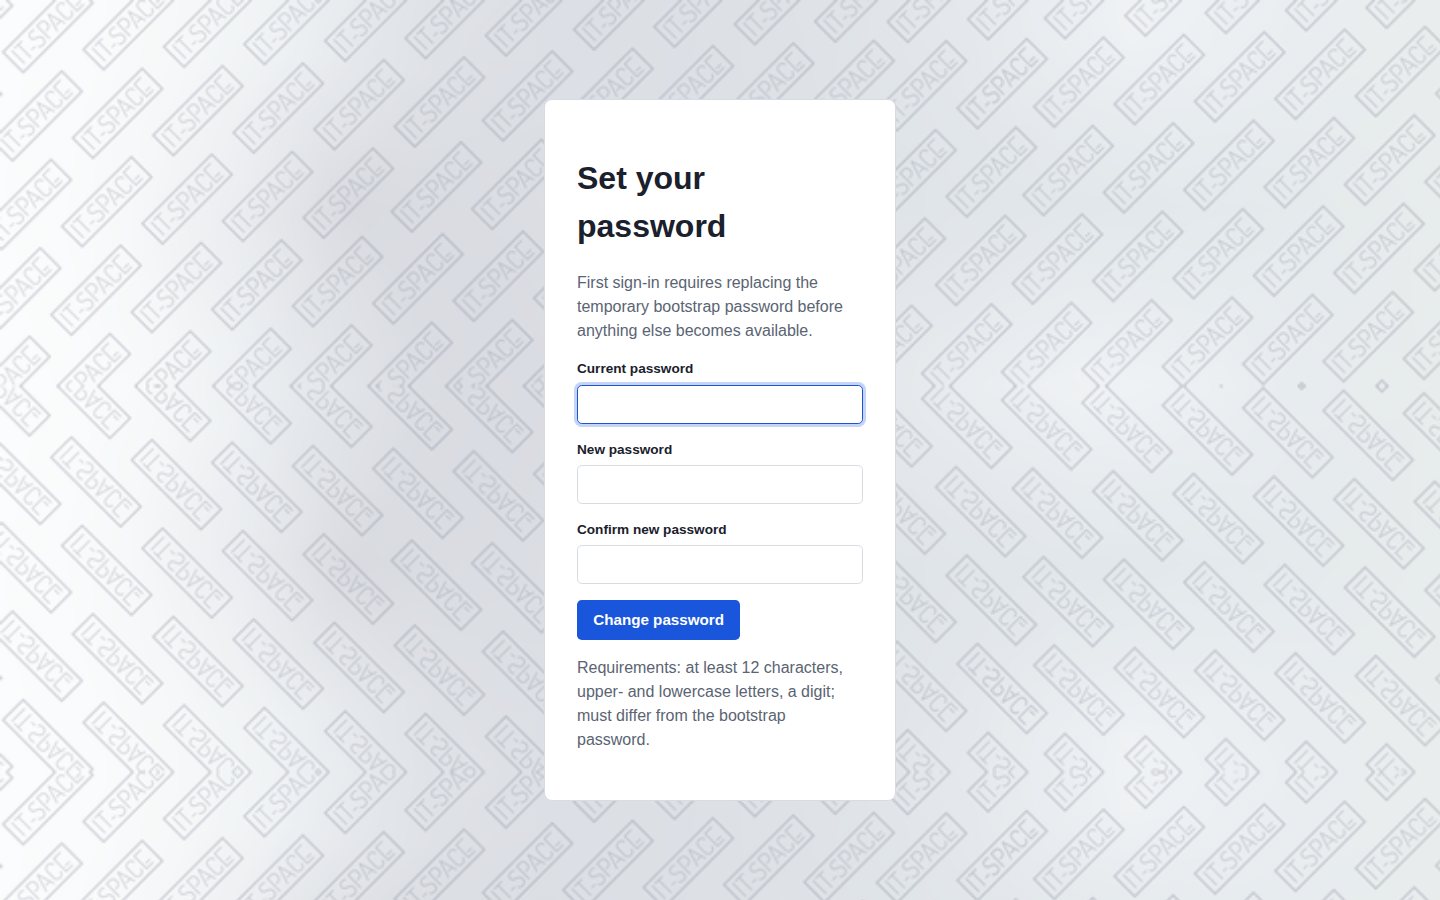 Set your
password
First sign-in requires replacing the
temporary bootstrap password before
anything else becomes available.
Current password
New password
Confirm new password
Change password
Requirements: at least 12 characters,
upper- and lowercase letters, a digit;
must differ from the bootstrap
password.
IT-SPACE